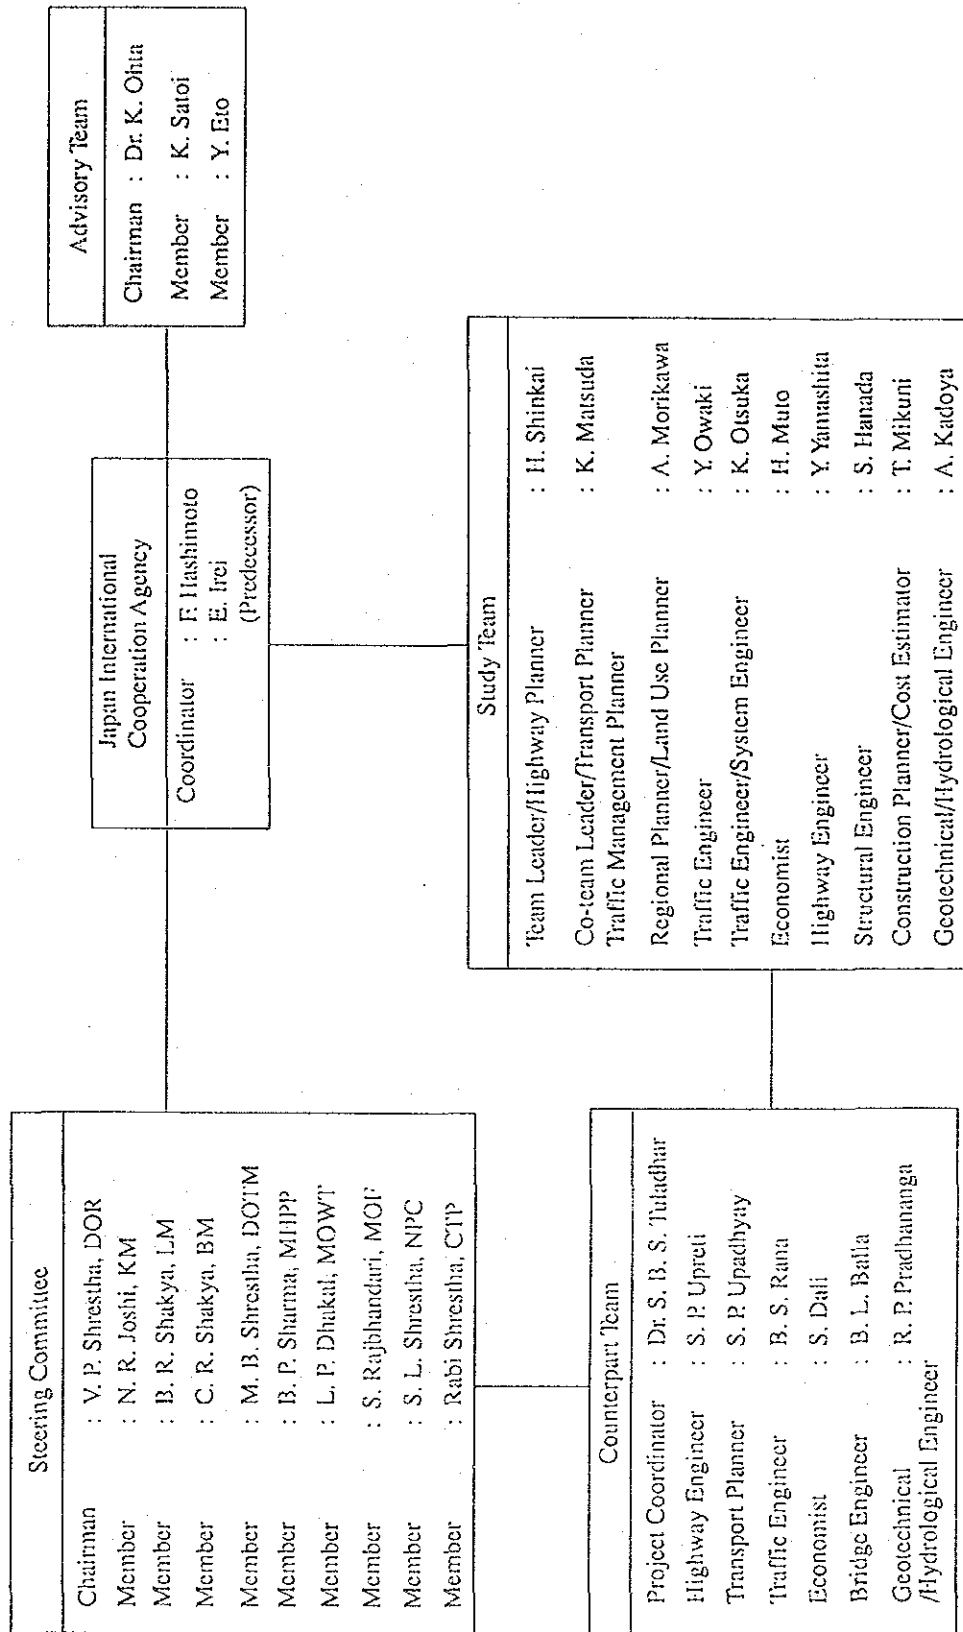 Steering Committee
Chairman : V. P. Shrestha, DOR
Member : N. R. Joshi, KM
Member : B. R. Shakya, LM
Member : C. R. Shakya, BM
Member : M. B. Shrestha, DOTM
Member : B. P. Sharma, MHPP
Member : L. P. Dhakal, MOWT
Member : S. Rajbhandari, MOF
Member : S. L. Shrestha, NPC
Member : Rabi Shrestha, CTP
Japan International
Cooperation Agency
Coordinator : F. Hashimoto
: E. Irei
(Predecessor)
Advisory Team
Chairman : Dr. K. Ohta
Member : K. Satoi
Member : Y. Eto
Counterpart Team
Project Coordinator : Dr. S. B. S. Tuladhar
Highway Engineer : S. P. Upreti
Transport Planner : S. P. Upadhyay
Traffic Engineer : B. S. Rana
Economist : S. Dali
Bridge Engineer : B. L. Balla
Geotechnical : R. P. Pradhananga
/Hydrological Engineer
Study Team
Team Leader/Highway Planner : H. Shinkai
Co-team Leader/Transport Planner : K. Matsuda
Traffic Management Planner
Regional Planner/Land Use Planner : A. Morikawa
Traffic Engineer : Y. Owaki
Traffic Engineer/System Engineer : K. Otsuka
Economist : H. Muto
Highway Engineer : Y. Yamashita
Structural Engineer : S. Hanada
Construction Planner/Cost Estimator : T. Mikuni
Geotechnical/Hydrological Engineer : A. Kadoya